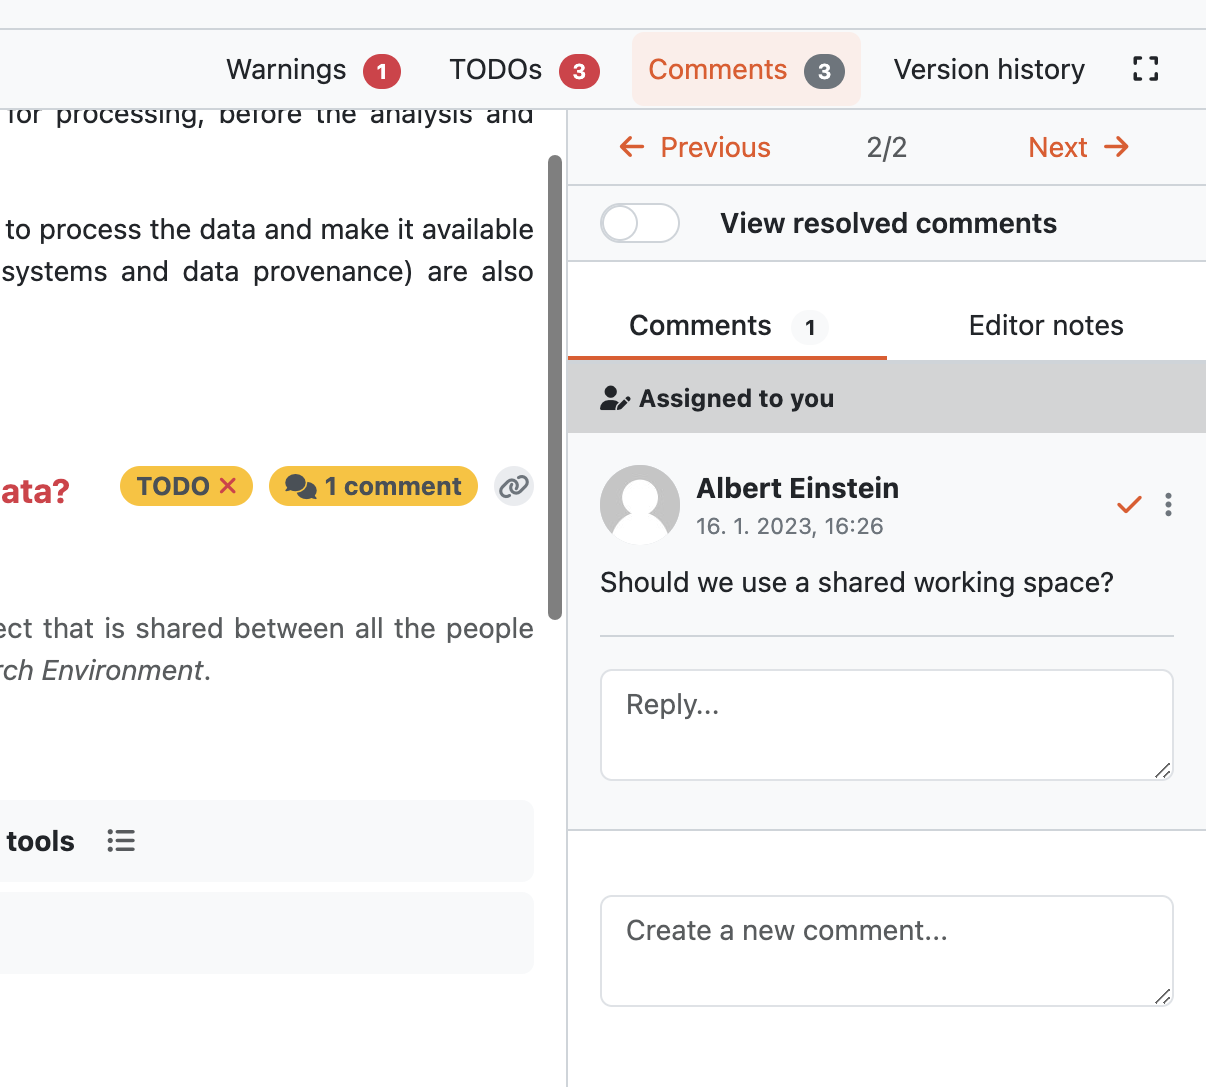 Warnings 1 TODOs 3 Comments 3 Version history
for processing, before the analysis and
to process the data and make it available
systems and data provenance) are also
ata? TODO 1 comment
ect that is shared between all the people
rch Environment.
tools
Previous 2/2 Next
View resolved comments
Comments 1 Editor notes
Assigned to you
Albert Einstein
16. 1. 2023, 16:26
Should we use a shared working space?
Reply...
Create a new comment...